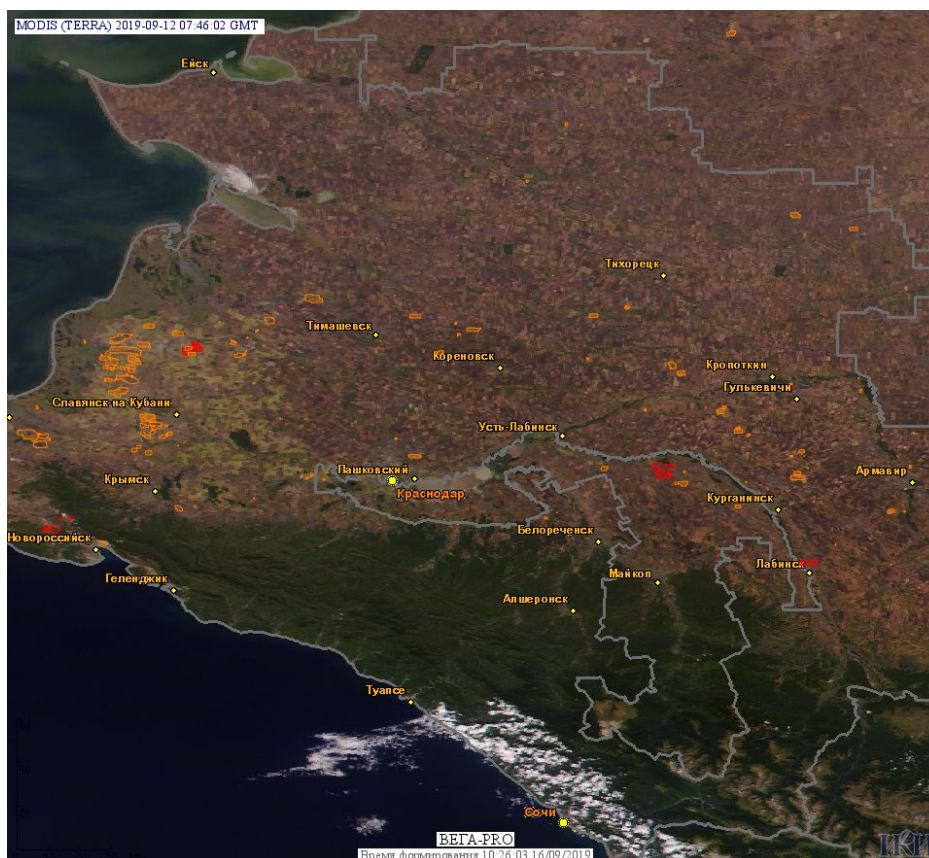 MODIS (TERRA) 2019-09-12 07:46:02 GMT
Ейск
Тихорецк
Тимашевск
Кореновск
Кропоткин
Гулькевичи
Славянск-на-Кубани
Усть-Лабинск
Пашковский
Армавир
Крымск
Краснодар
Курганинск
Новороссийск
Белореченск
Лабинск
Геленджик
Майкоп
Апшеронск
Туапсе
Сочи
ВЕГА-PRO
ИКИ
Время формирования 10:26:03 16/09/2019